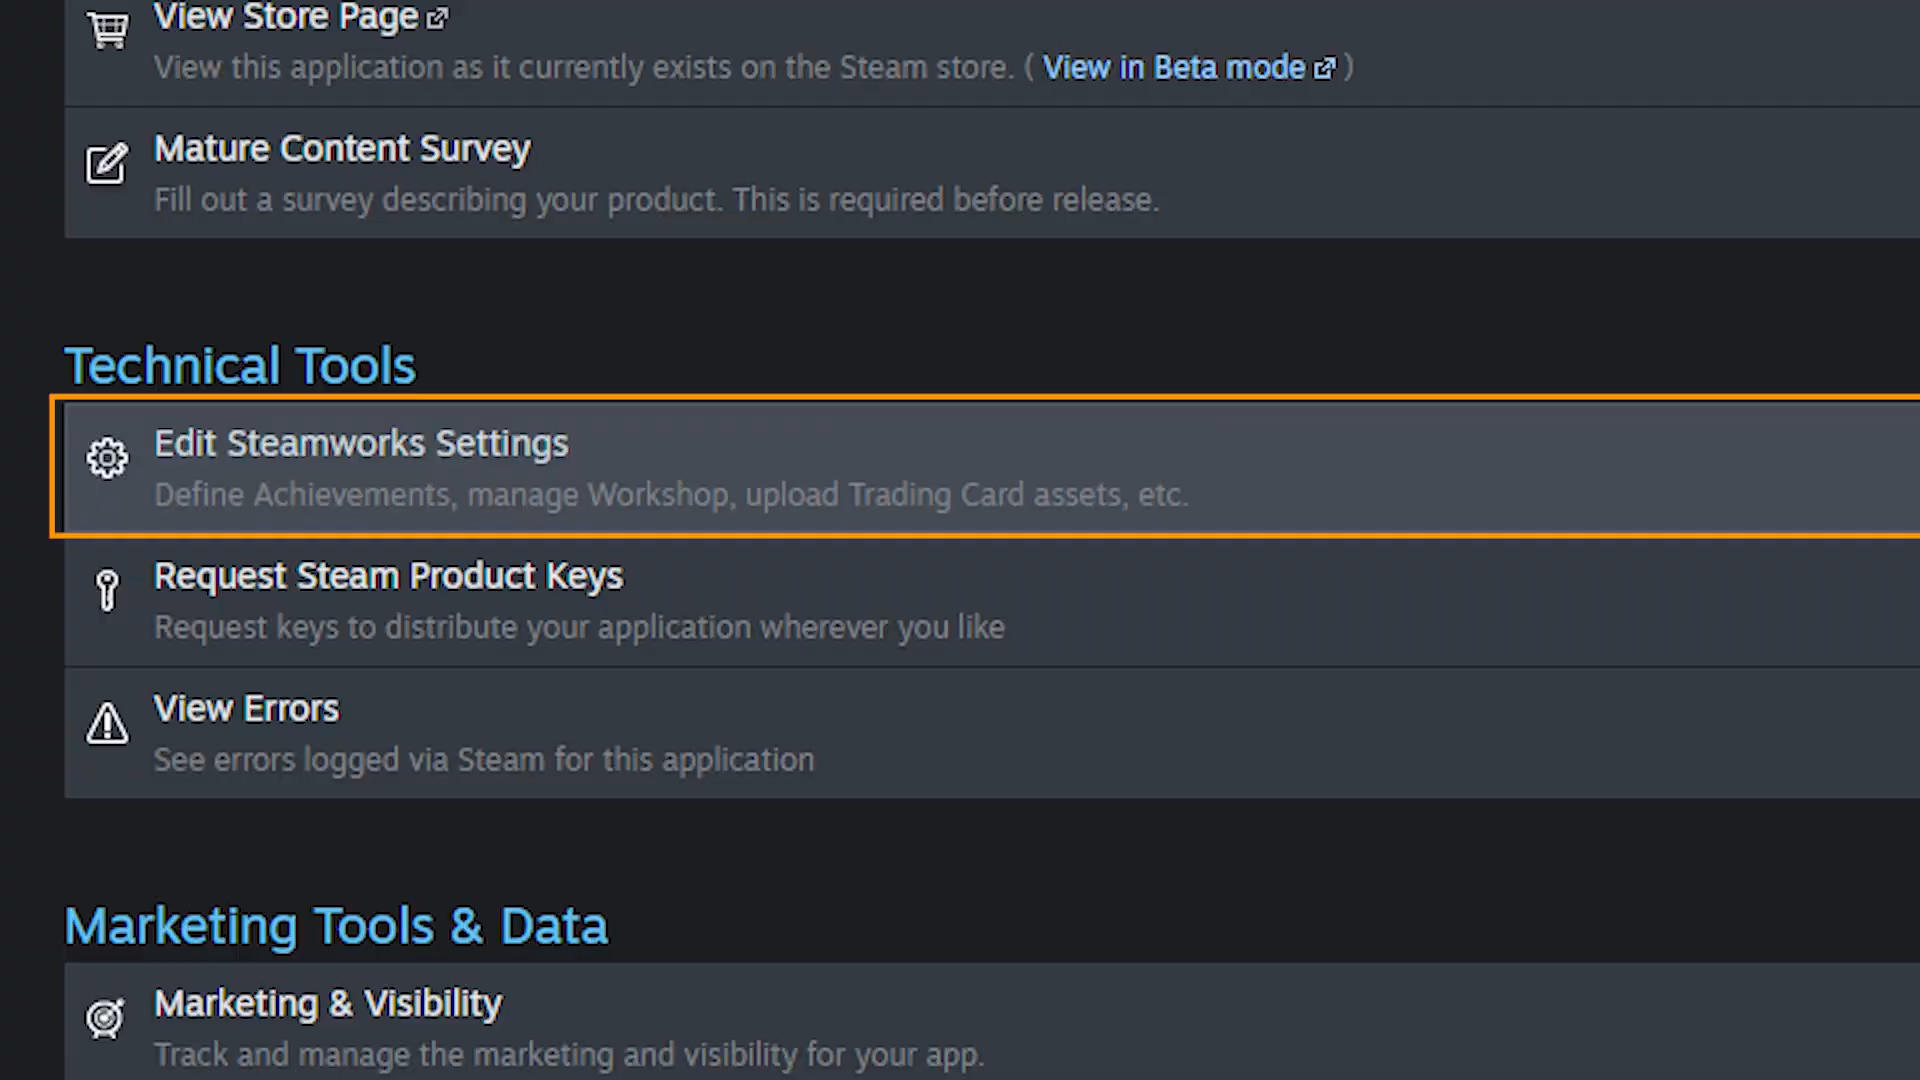 View Store Page
View this application as it currently exists on the Steam store. ( View in Beta mode )
Mature Content Survey
Fill out a survey describing your product. This is required before release.
Technical Tools
Edit Steamworks Settings
Define Achievements, manage Workshop, upload Trading Card assets, etc.
Request Steam Product Keys
Request keys to distribute your application wherever you like
View Errors
See errors logged via Steam for this application
Marketing Tools & Data
Marketing & Visibility
Track and manage the marketing and visibility for your app.